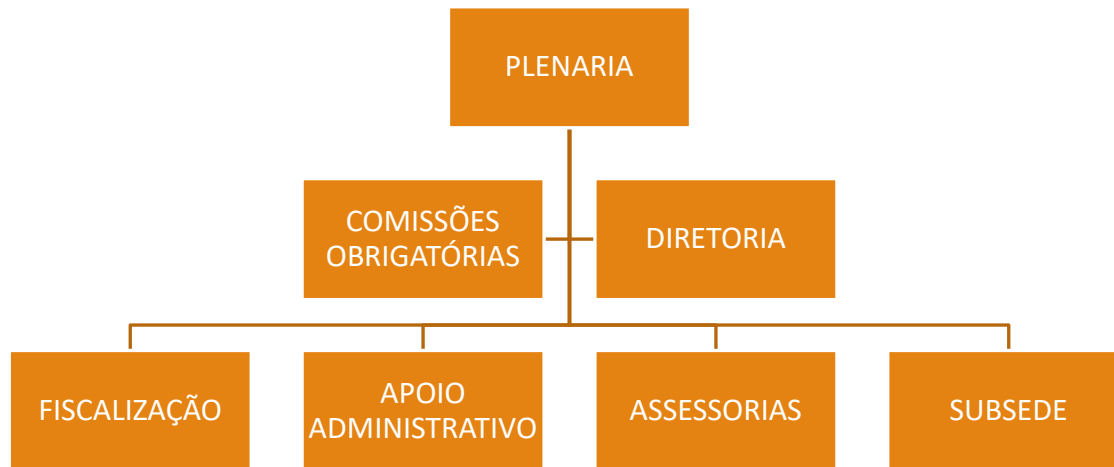 PLENARIA
COMISSÕES
OBRIGATÓRIAS
DIRETORIA
FISCALIZAÇÃO
APOIO
ADMINISTRATIVO
ASSESSORIAS
SUBSEDE